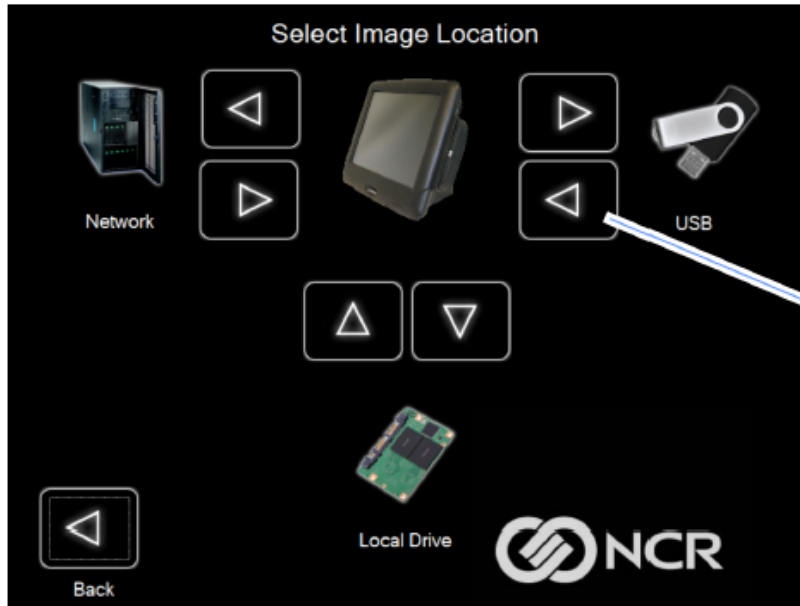 Select Image Location
Network
USB
Local Drive
NCR
Back